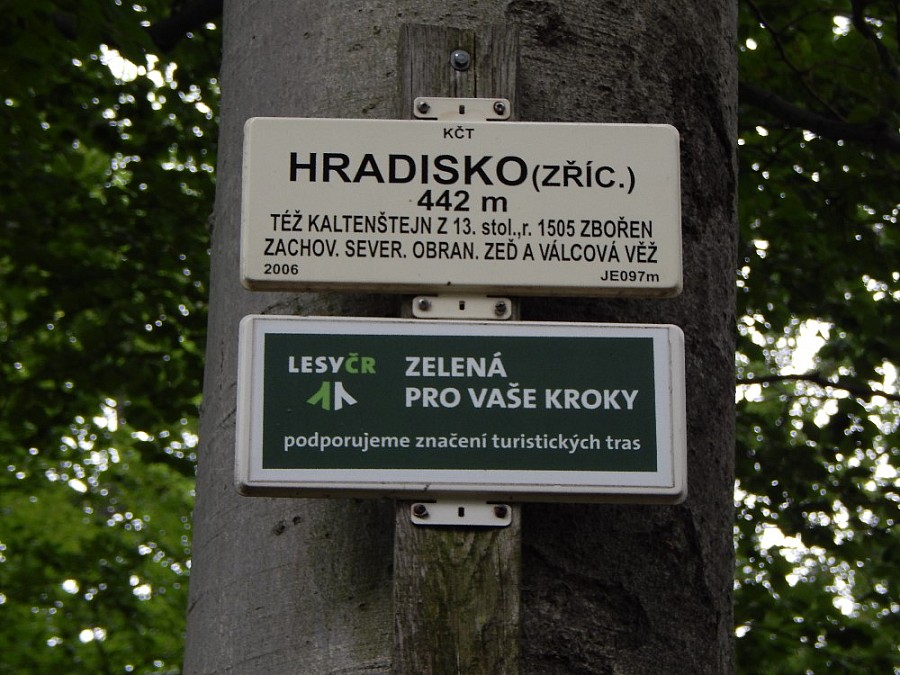 KČT
HRADISKO (ZŘÍC.)
442 m
TÉŽ KALTENŠTEJN Z 13. stol.,r. 1505 ZBOŘEN
ZACHOV. SEVER. OBRAN. ZEĎ A VÁLCOVÁ VĚŽ
2006 JE097m
LESYČR
ZELENÁ
PRO VAŠE KROKY
podporujeme značení turistických tras